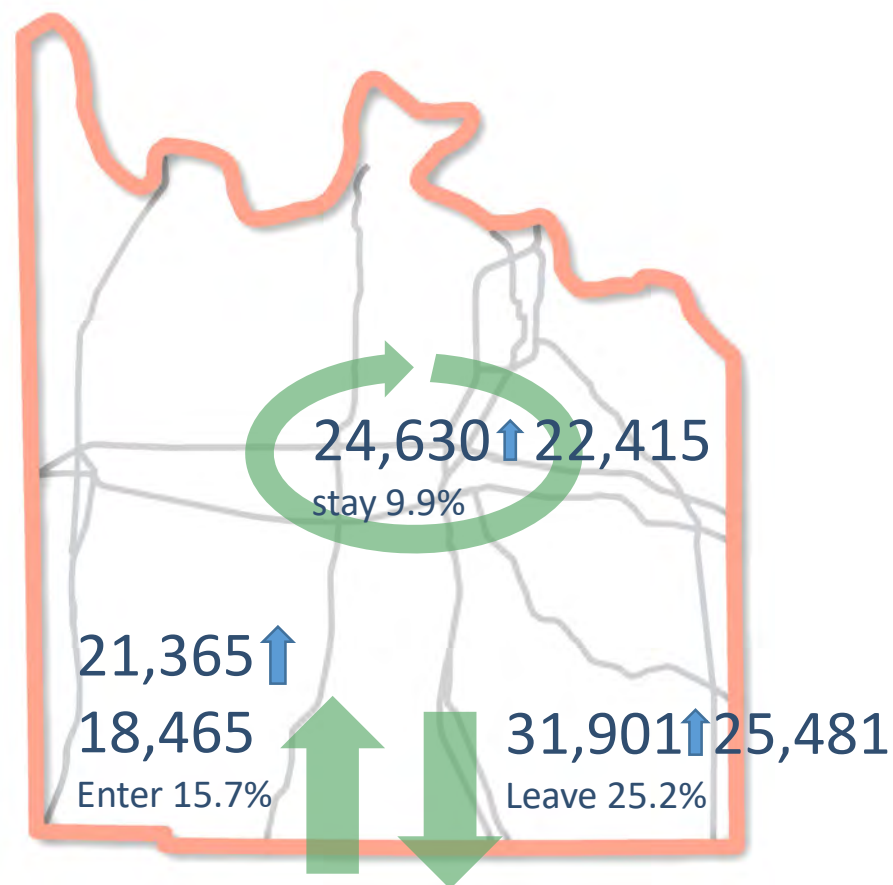 24,630 22,415
stay 9.9%
21,365
18,465
Enter 15.7%
31,901 25,481
Leave 25.2%